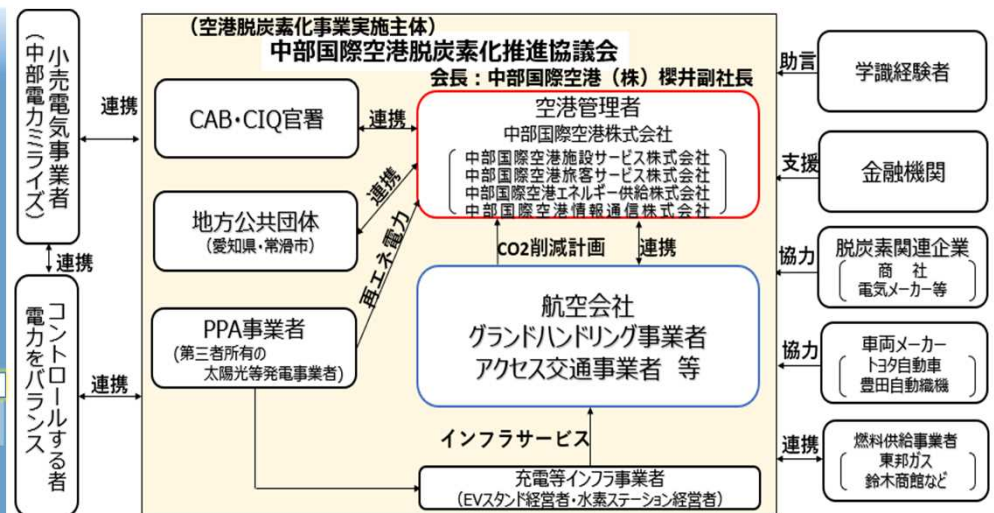 （空港脱炭素化事業実施主体）
中部国際空港脱炭素化推進協議会
会長：中部国際空港（株）櫻井副社長
小売電気事業者
（中部電力ミライズ）
連携
連携
コントロールする者
電力をバランス
連携
CAB・CIQ官署
連携
地方公共団体
（愛知県・常滑市）
連携
PPA事業者
（第三者所有の
太陽光等発電事業者）
再エネ電力
空港管理者
中部国際空港株式会社
中部国際空港施設サービス株式会社
中部国際空港旅客サービス株式会社
中部国際空港エネルギー供給株式会社
中部国際空港情報通信株式会社
CO2削減計画
連携
航空会社
グランドハンドリング事業者
アクセス交通事業者 等
インフラサービス
充電等インフラ事業者
（EVスタンド経営者・水素ステーション経営者）
助言
学識経験者
支援
金融機関
協力
脱炭素関連企業
商 社
電気メーカー等
協力
車両メーカー
トヨタ自動車
豊田自動織機
連携
燃料供給事業者
東邦ガス
鈴木商館など